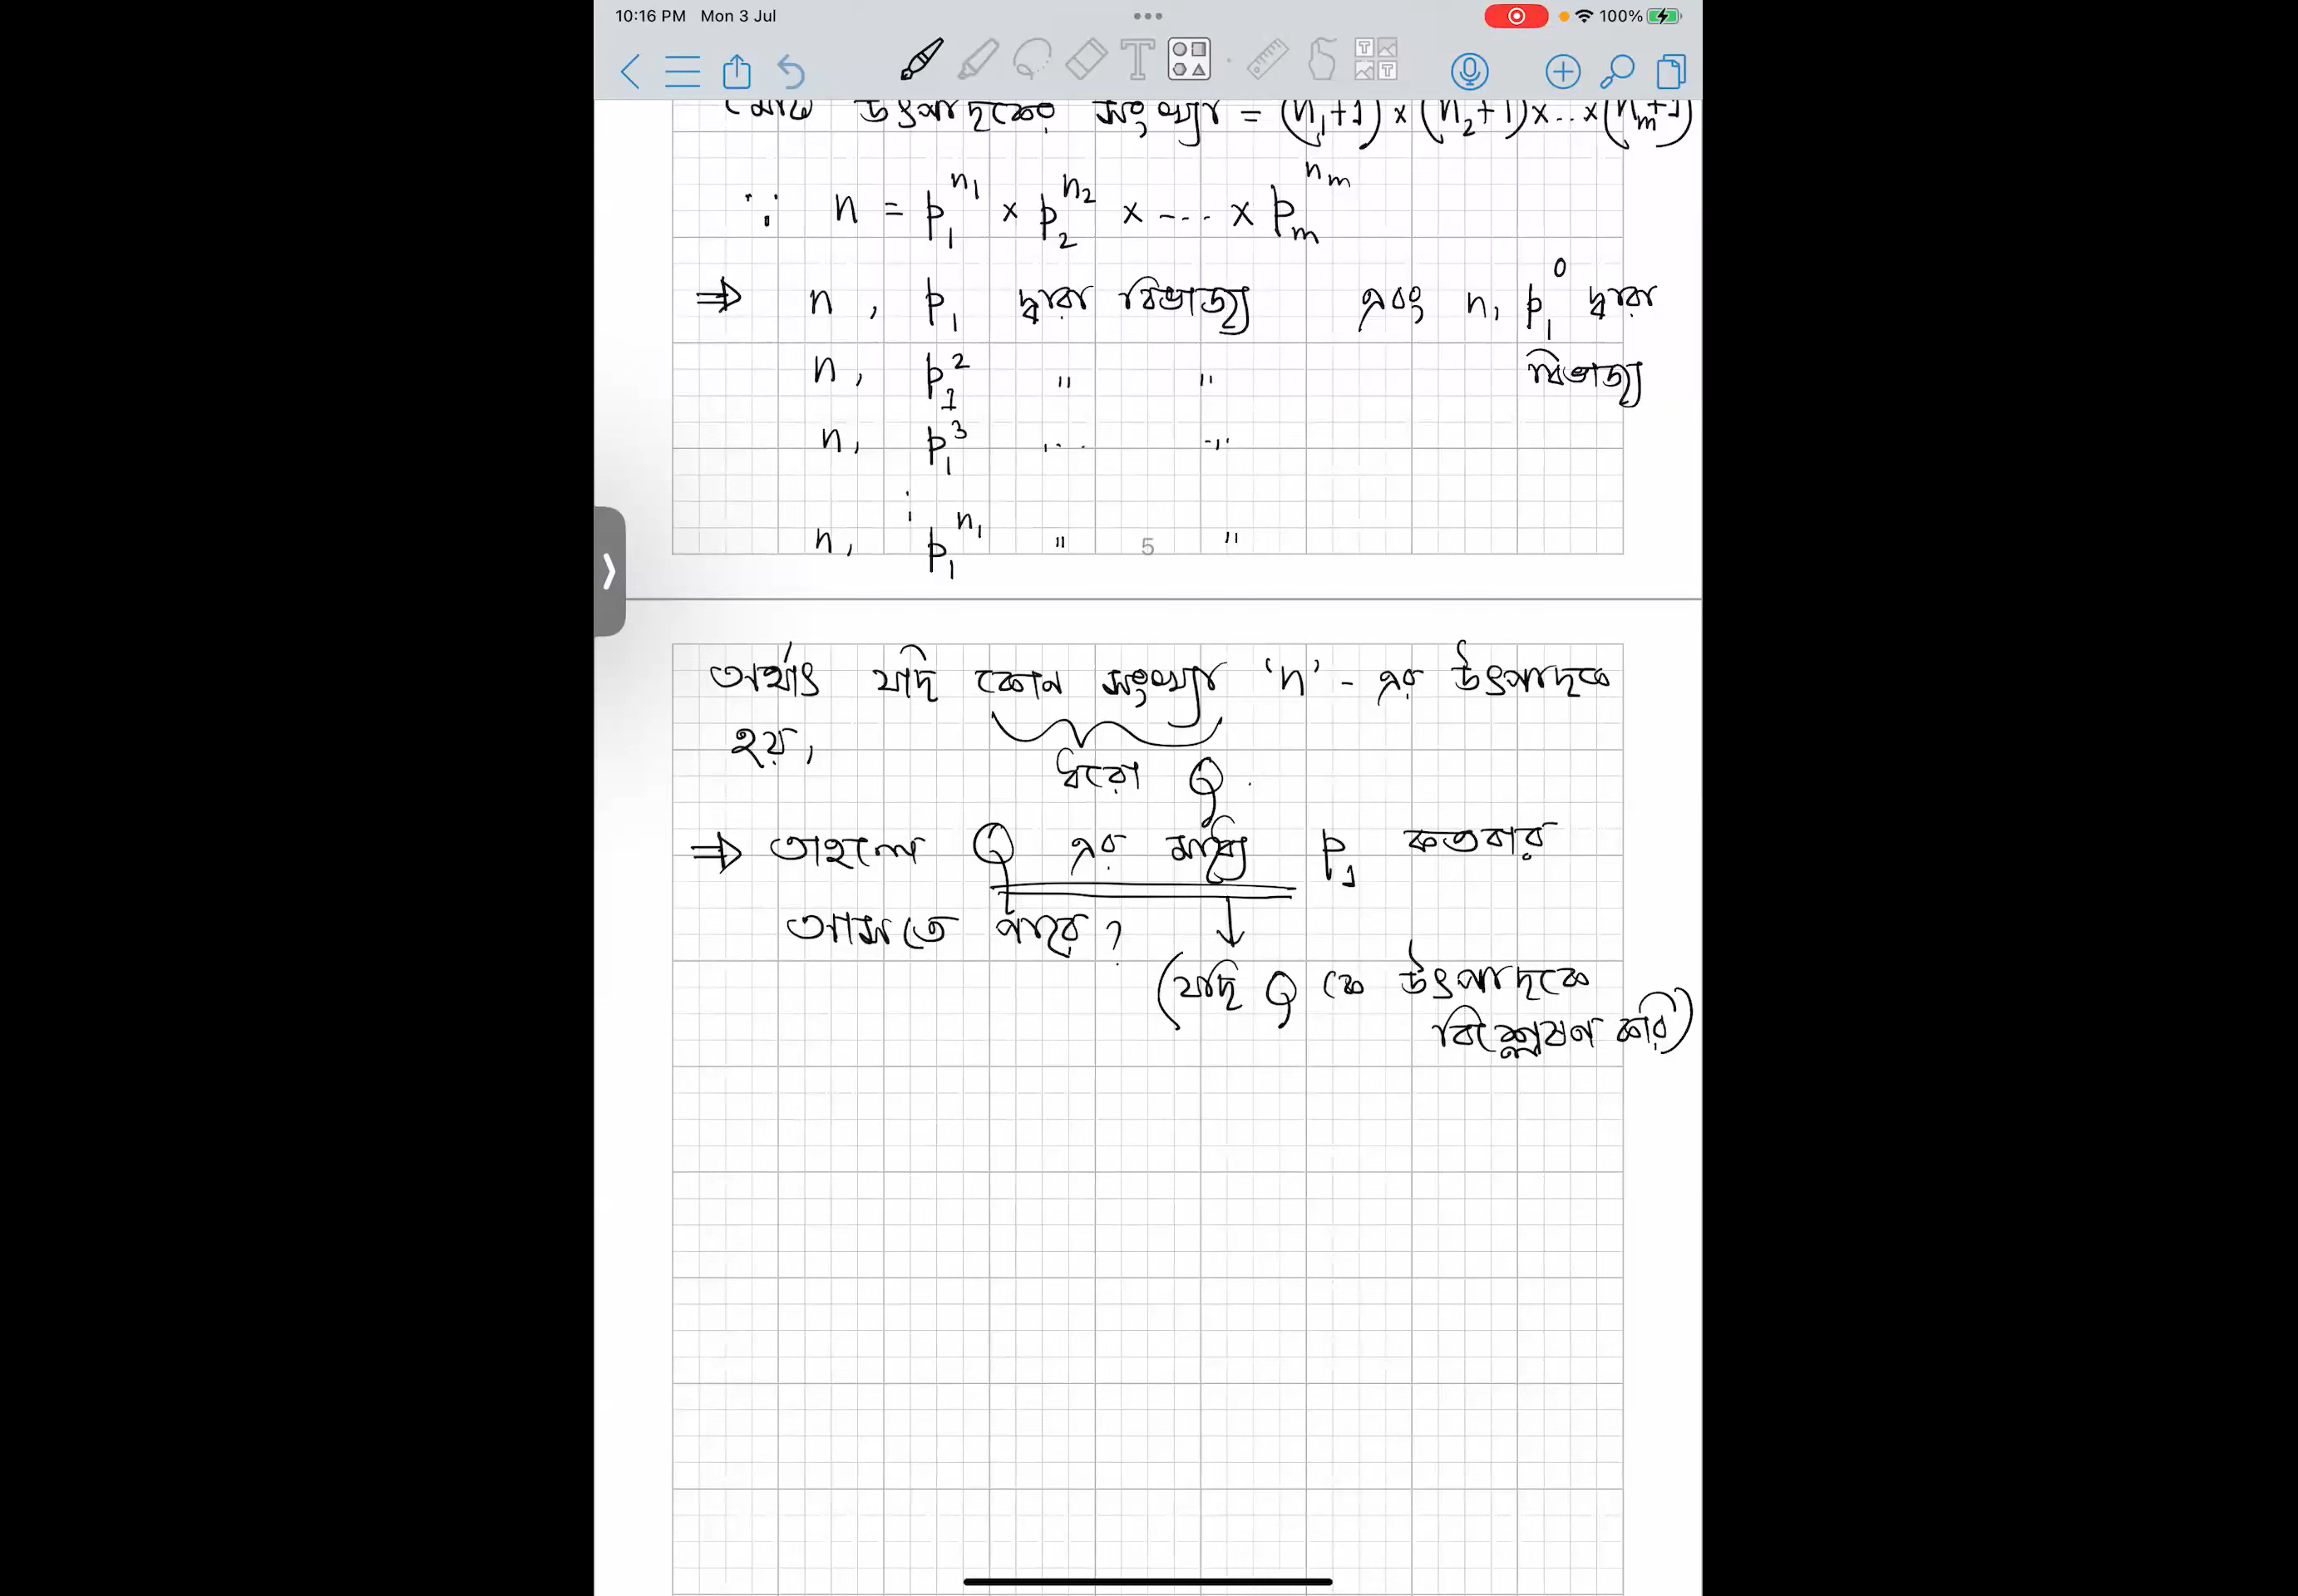 10:16 PM Mon 3 Jul
100%
মোট উৎপাদকের সংখ্যা = (n₁+1) × (n₂+1) × ... × (nₘ+1)
∵ n = p₁^n₁ × p₂^n₂ × ... × pₘ^nₘ
⇒ n, p₁ দ্বারা বিভাজ্য এবং n, p₁⁰ দ্বারা
বিভাজ্য
n, p₁² " "
n, p₁³ " "
n, p₁^n₁ " "
5
অর্থাৎ যদি কোন সংখ্যা 'n' - এর উৎপাদক
হয়,
ধরো Q.
⇒ তাহলে Q এর মধ্যে p₁ কতবার
আসতে পারে?
(যদি Q কে উৎপাদকে
বিশ্লেষণ করি)